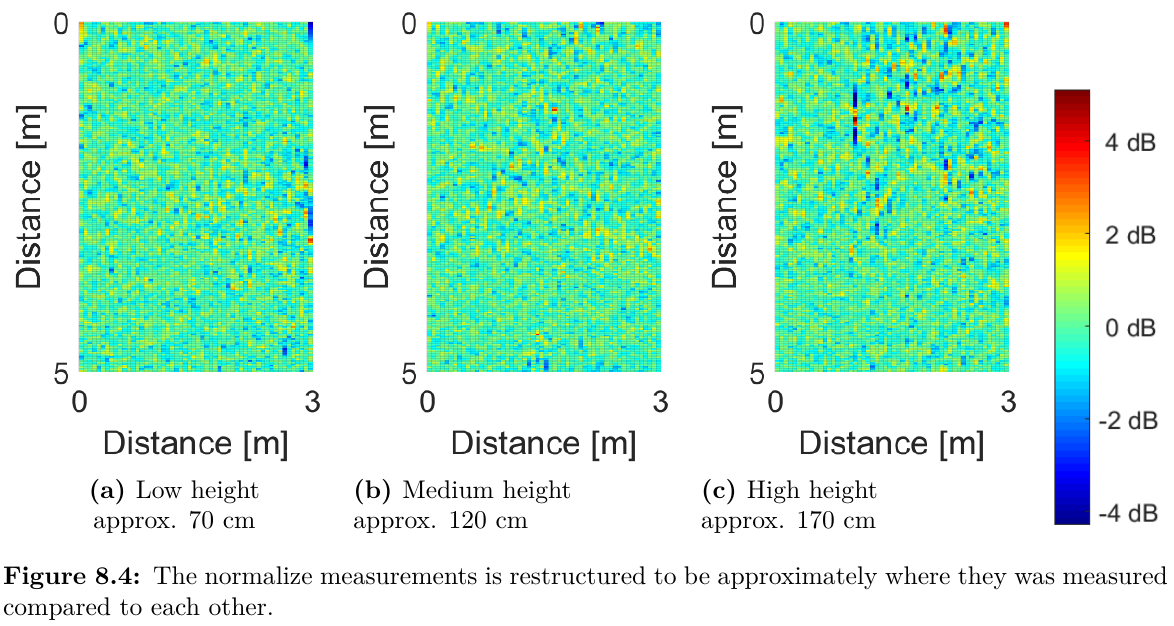 0
Distance [m]
5
0
3
Distance [m]
(a) Low height
approx. 70 cm
0
Distance [m]
5
0
3
Distance [m]
(b) Medium height
approx. 120 cm
0
Distance [m]
5
0
3
Distance [m]
(c) High height
approx. 170 cm
4 dB
2 dB
0 dB
-2 dB
-4 dB
Figure 8.4: The normalize measurements is restructured to be approximately where they was measured
compared to each other.